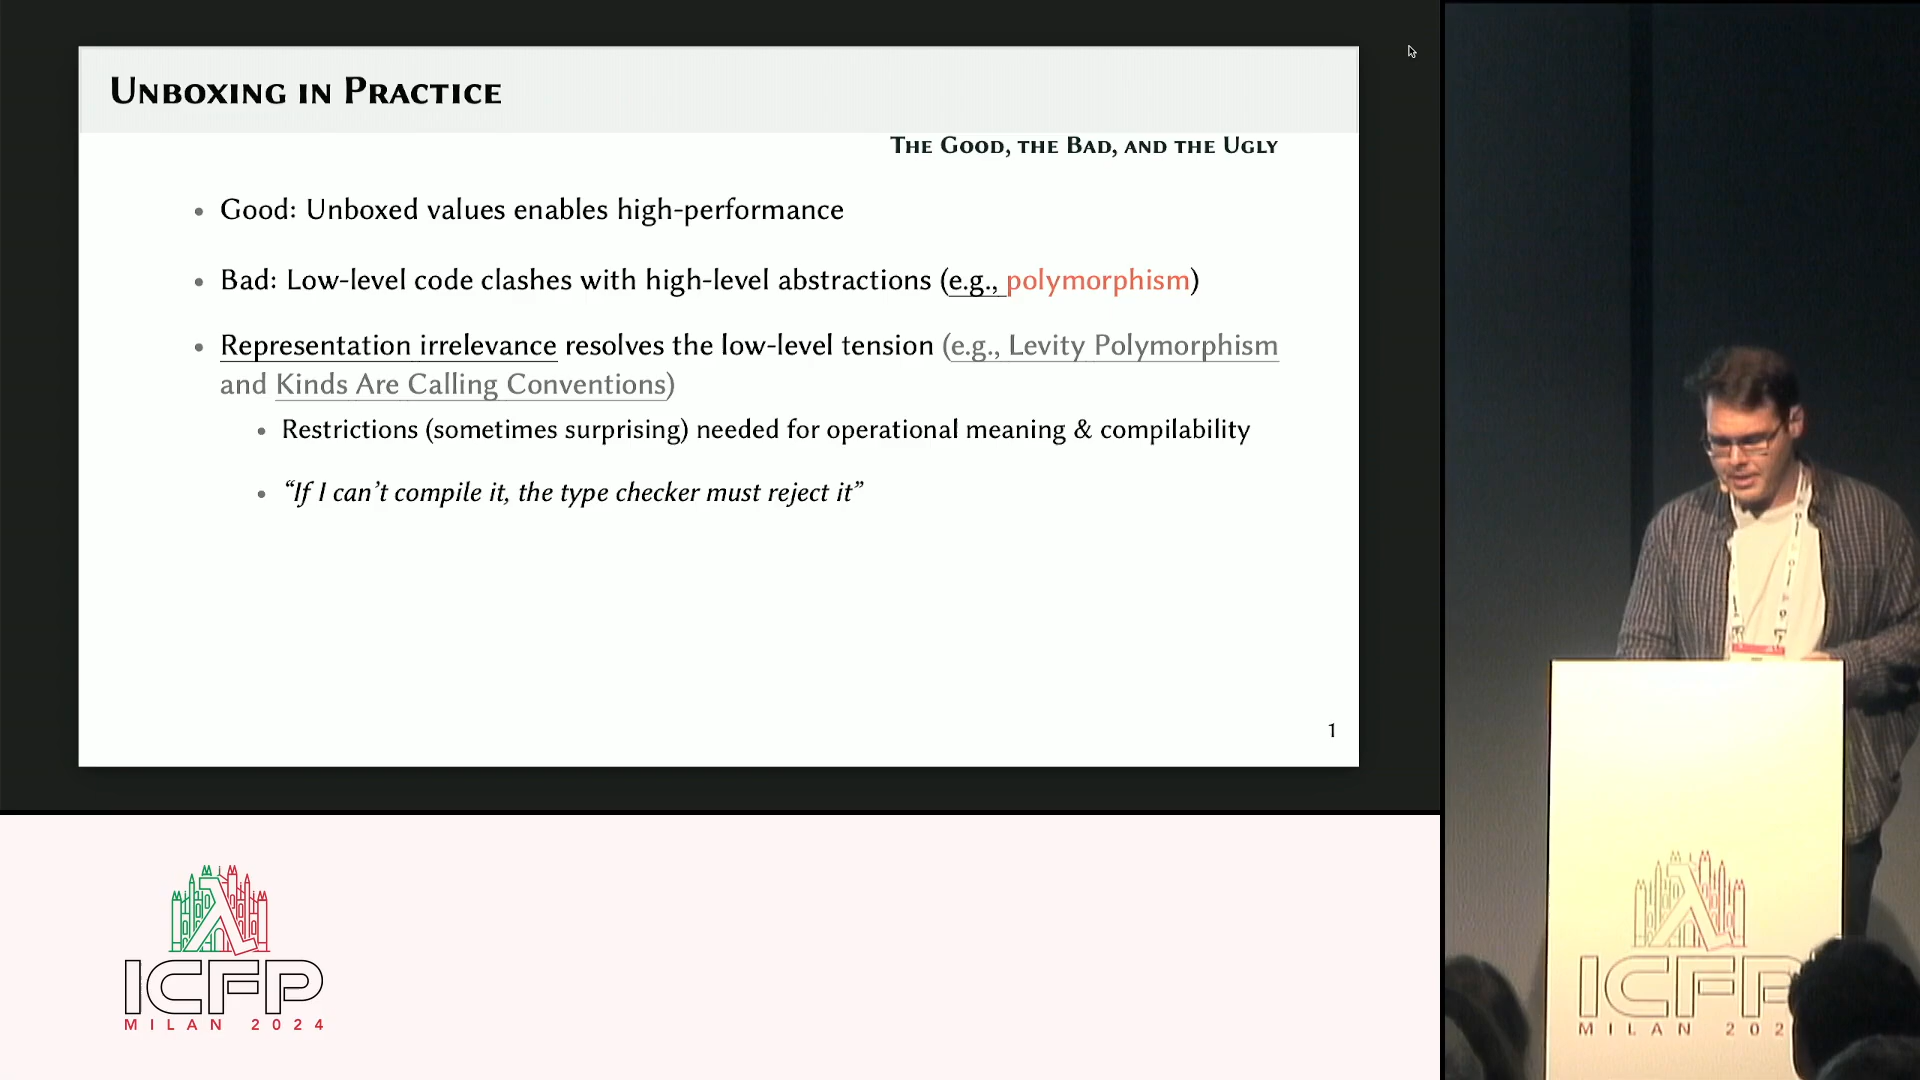 Unboxing in Practice
The Good, the Bad, and the Ugly
• Good: Unboxed values enables high-performance
• Bad: Low-level code clashes with high-level abstractions (e.g., polymorphism)
• Representation irrelevance resolves the low-level tension (e.g., Levity Polymorphism
and Kinds Are Calling Conventions)
• Restrictions (sometimes surprising) needed for operational meaning & compilability
• “If I can’t compile it, the type checker must reject it”
1
ICFP
MILAN 2024
ICFP
MILAN 202